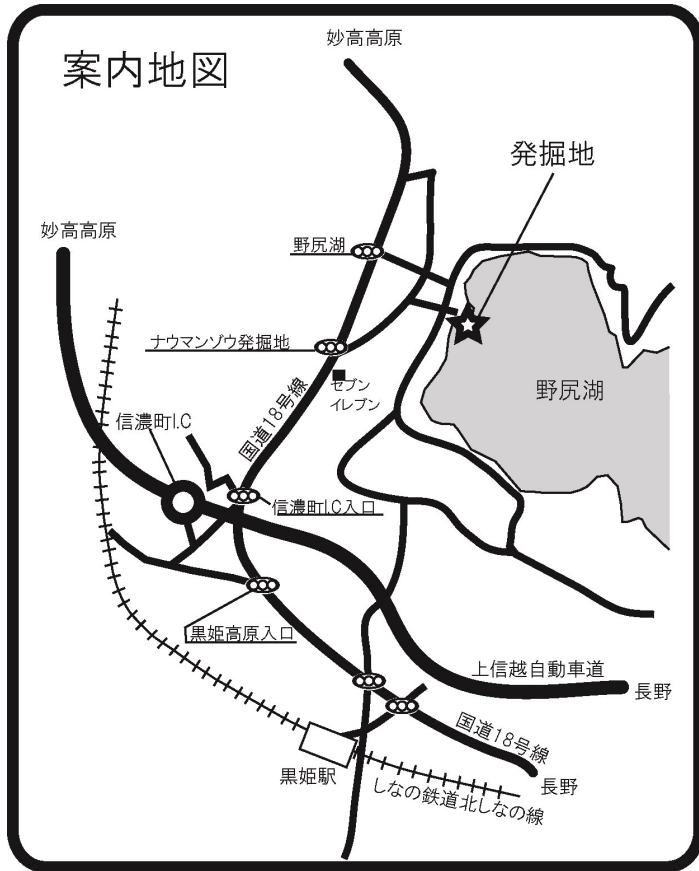 案内地図
妙高高原
発掘地
妙高高原
野尻湖
ナウマンゾウ発掘地
セブン
イレブン
野尻湖
国道18号線
信濃町I.C
信濃町I.C入口
黒姫高原入口
上信越自動車道
長野
国道18号線
黒姫駅
長野
しなの鉄道北しなの線